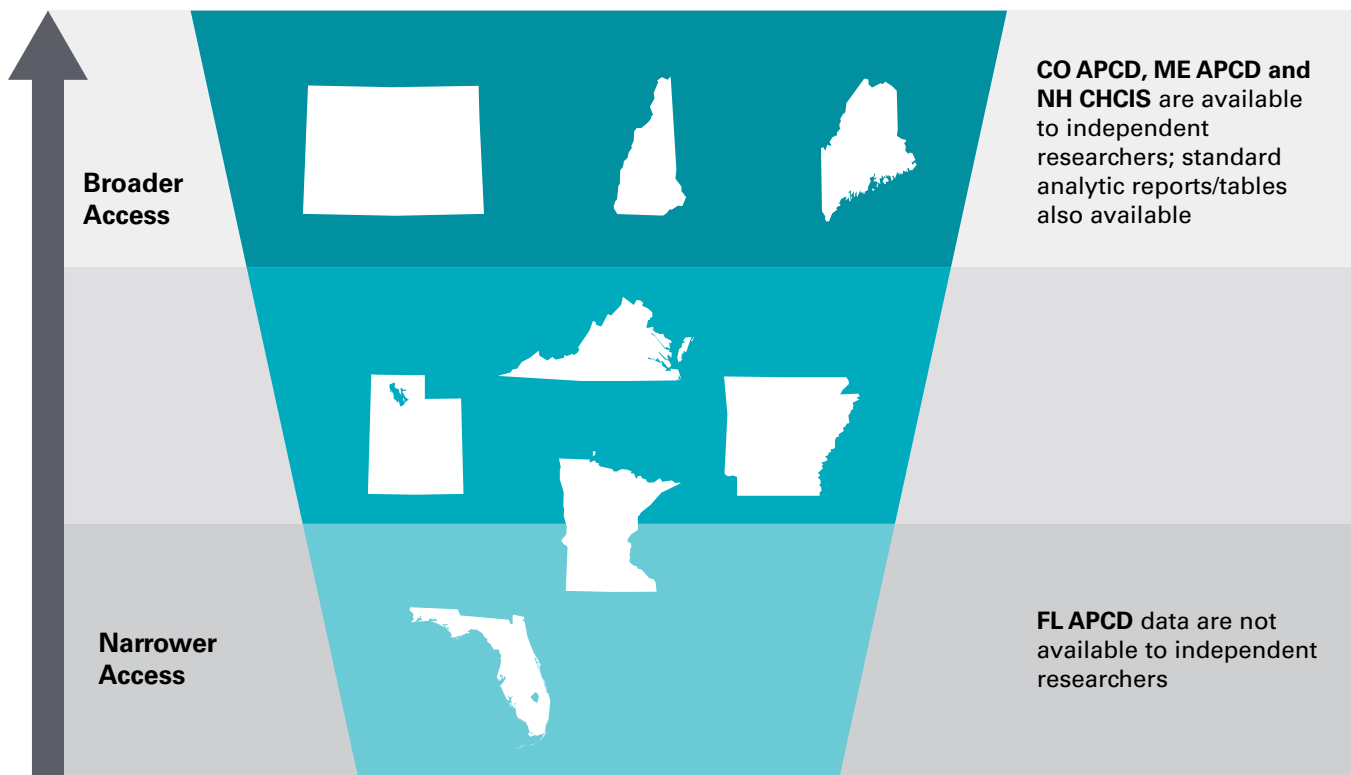 Broader
Access
CO APCD, ME APCD and
NH CHCIS are available
to independent
researchers; standard
analytic reports/tables
also available
Narrower
Access
FL APCD data are not
available to independent
researchers